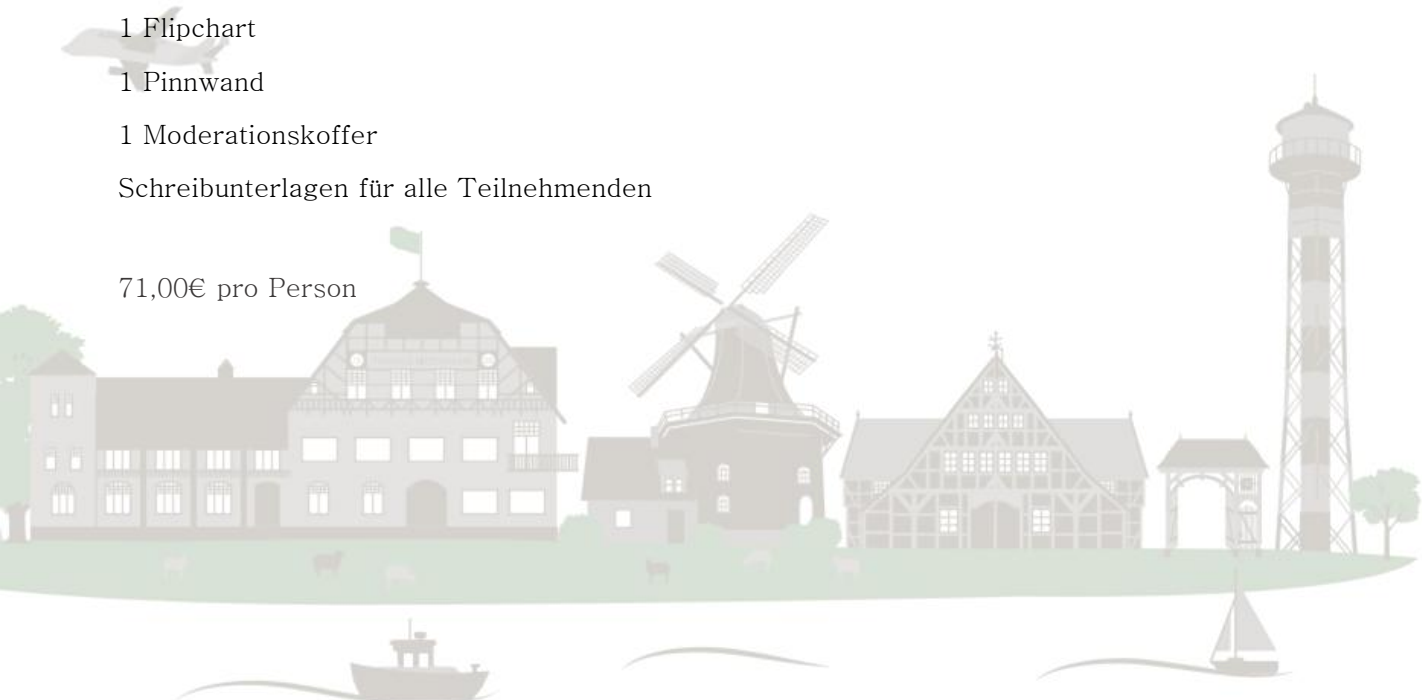 1 Flipchart
1 Pinnwand
1 Moderationskoffer
Schreibunterlagen für alle Teilnehmenden
71,00€ pro Person